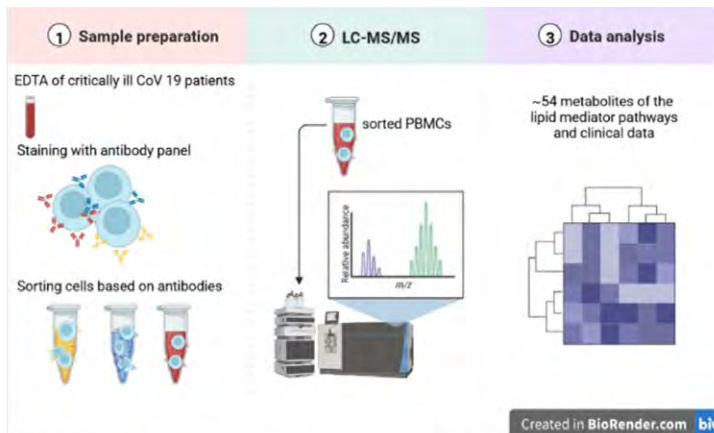 1 Sample preparation
EDTA of critically ill CoV 19 patients
Staining with antibody panel
Sorting cells based on antibodies
2 LC-MS/MS
sorted PBMCs
Relative abundance
m/z
3 Data analysis
~54 metabolites of the
lipid mediator pathways
and clinical data
Created in BioRender.com bio